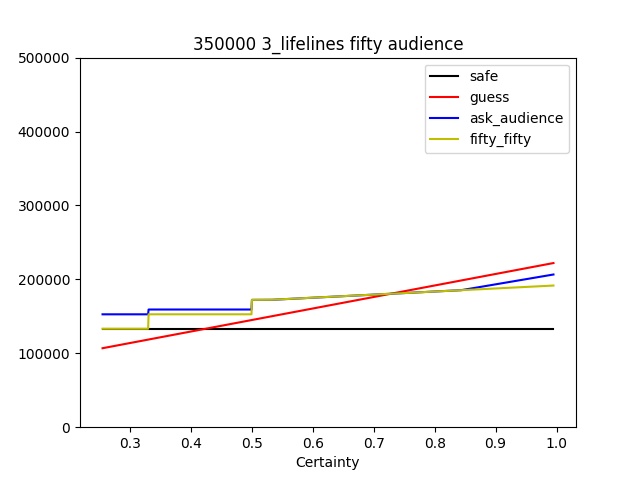 350000 3_lifelines fifty audience
500000
400000
300000
200000
100000
0
safe
guess
ask_audience
fifty_fifty
0.3 0.4 0.5 0.6 0.7 0.8 0.9 1.0
Certainty